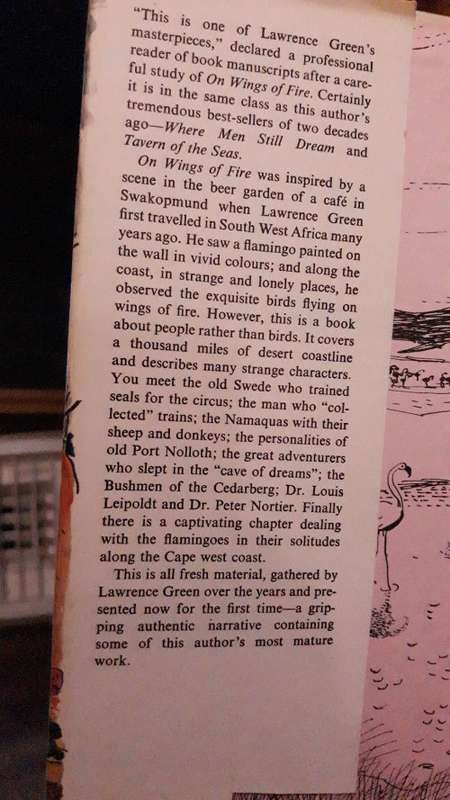 “This is one of Lawrence Green's
masterpieces,” declared a professional
reader of book manuscripts after a care-
ful study of On Wings of Fire. Certainly
it is in the same class as this author's
tremendous best-sellers of two decades
ago—Where Men Still Dream and
Tavern of the Seas.
On Wings of Fire was inspired by a
scene in the beer garden of a café in
Swakopmund when Lawrence Green
first travelled in South West Africa many
years ago. He saw a flamingo painted on
the wall in vivid colours; and along the
coast, in strange and lonely places, he
observed the exquisite birds flying on
wings of fire. However, this is a book
about people rather than birds. It covers
a thousand miles of desert coastline
and describes many strange characters.
You meet the old Swede who trained
seals for the circus; the man who “col-
lected” trains; the Namaquas with their
sheep and donkeys; the personalities of
old Port Nolloth; the great adventurers
who slept in the “cave of dreams”; the
Bushmen of the Cedarberg; Dr. Louis
Leipoldt and Dr. Peter Nortier. Finally
there is a captivating chapter dealing
with the flamingoes in their solitudes
along the Cape west coast.
This is all fresh material, gathered by
Lawrence Green over the years and pre-
sented now for the first time—a grip-
ping authentic narrative containing
some of this author's most mature
work.